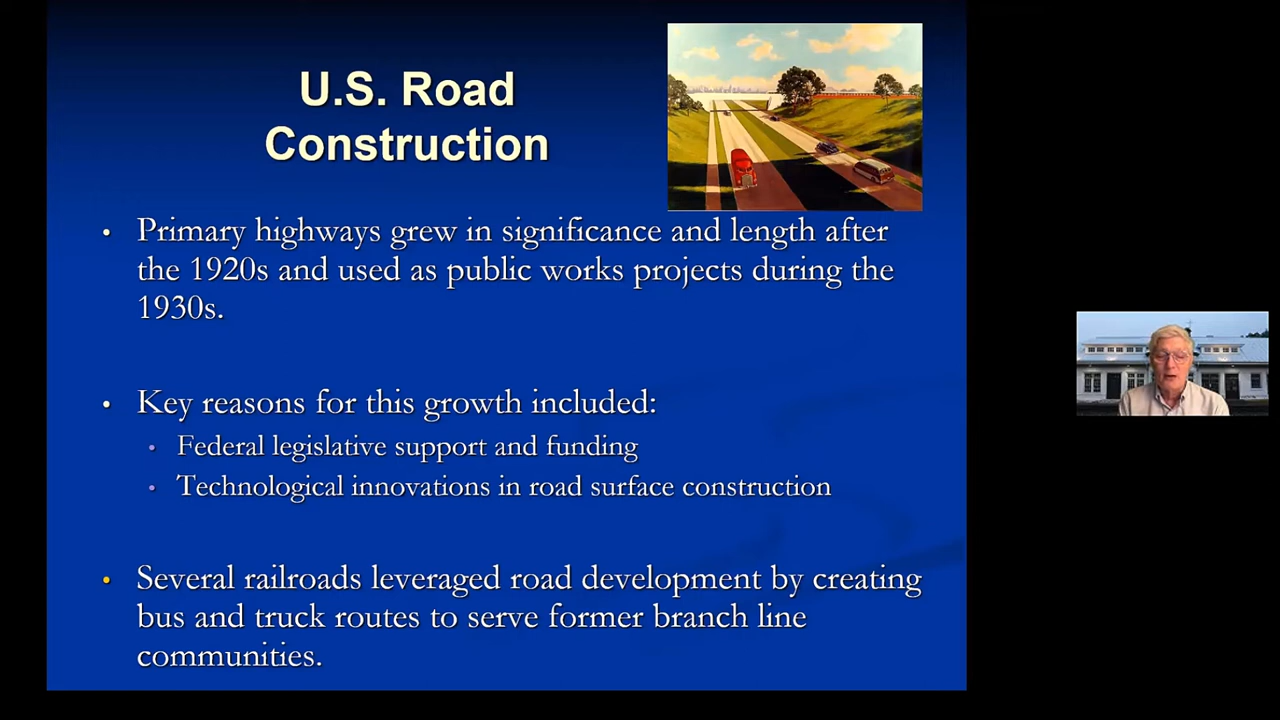 U.S. Road
Construction
• Primary highways grew in significance and length after
the 1920s and used as public works projects during the
1930s.
• Key reasons for this growth included:
• Federal legislative support and funding
• Technological innovations in road surface construction
• Several railroads leveraged road development by creating
bus and truck routes to serve former branch line
communities.